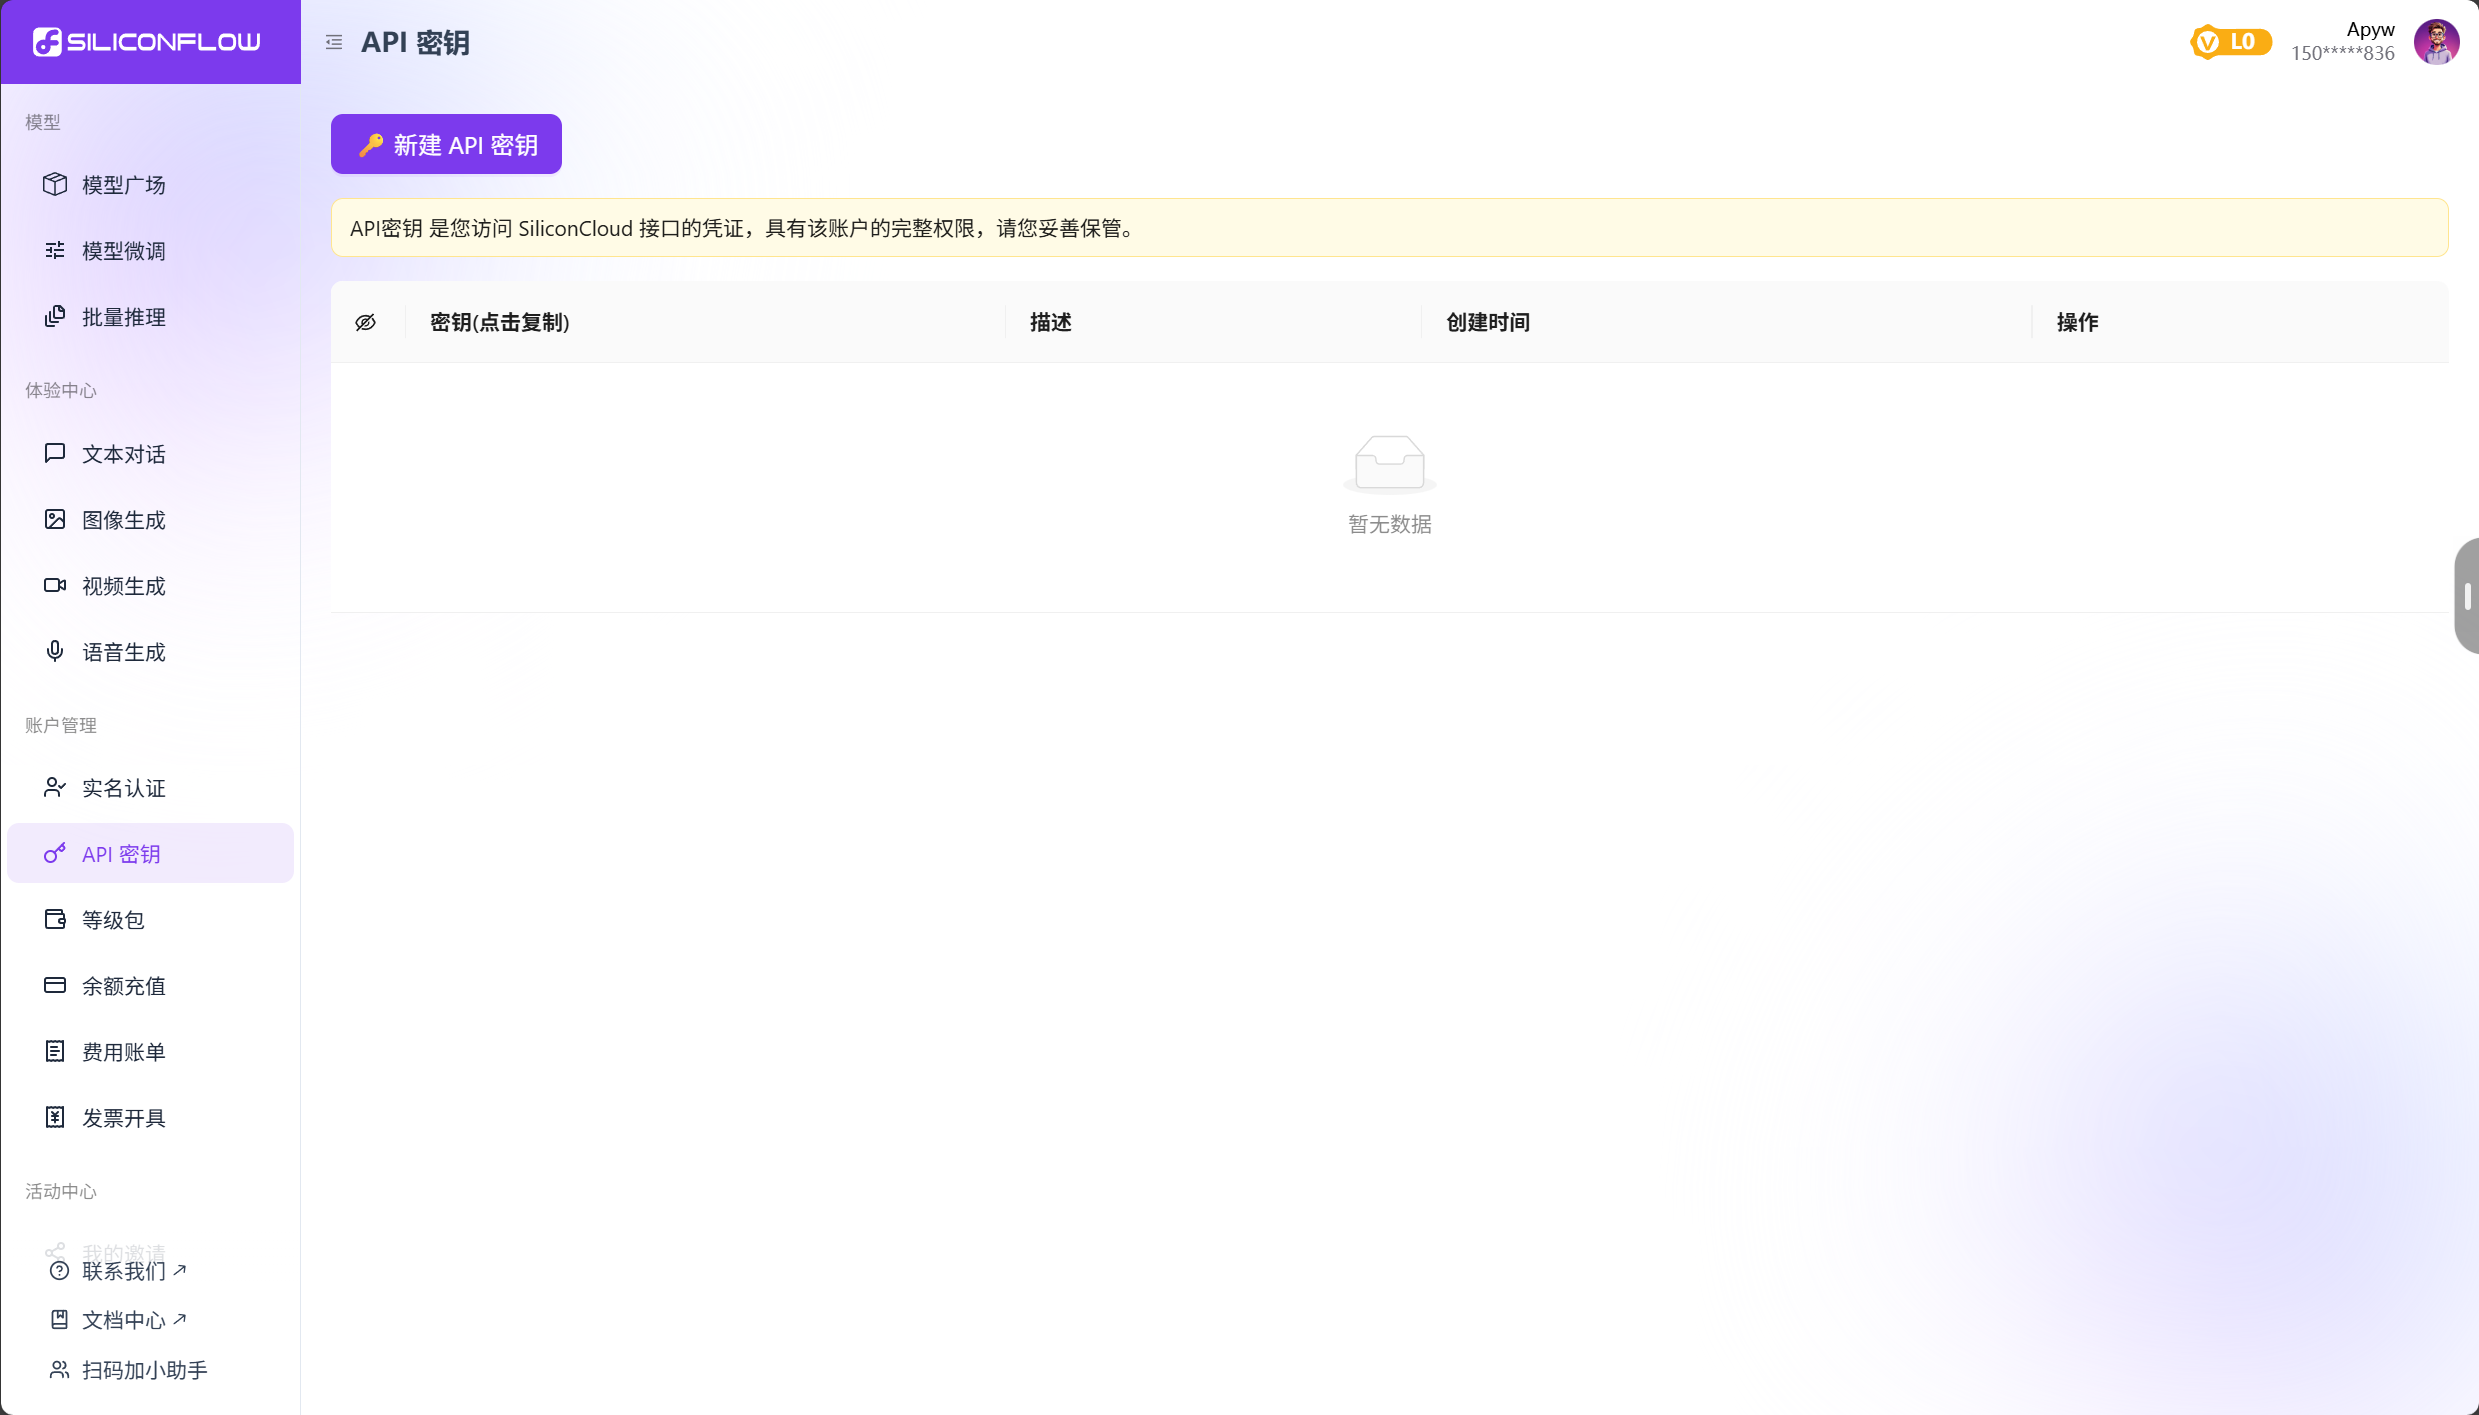 SILICONFLOW
API 密钥
L0
Apyw
150*****836
模型
模型广场
模型微调
批量推理
体验中心
文本对话
图像生成
视频生成
语音生成
账户管理
实名认证
API 密钥
等级包
余额充值
费用账单
发票开具
活动中心
我的邀请
联系我们
文档中心
扫码加小助手
新建 API 密钥
API密钥 是您访问 SiliconCloud 接口的凭证，具有该账户的完整权限，请您妥善保管。
密钥(点击复制) 描述 创建时间 操作
暂无数据